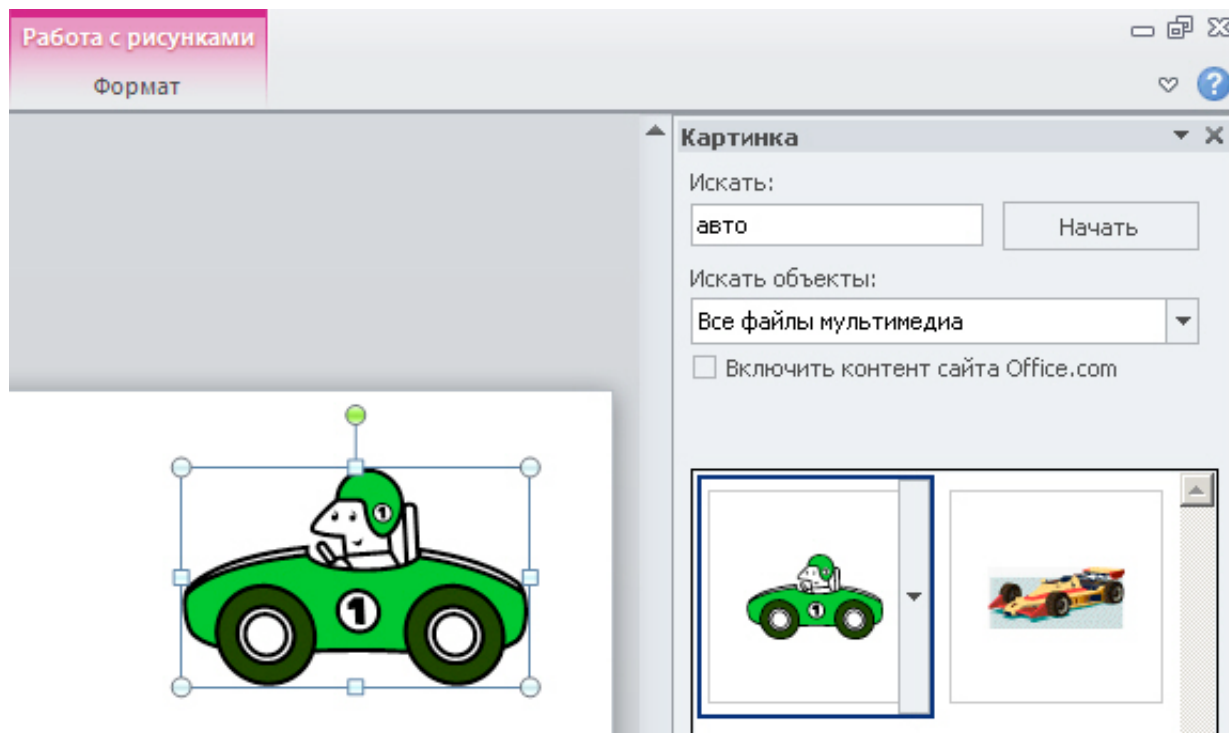 Работа с рисунками
Формат
Картинка
Искать:
авто
Начать
Искать объекты:
Все файлы мультимедиа
Включить контент сайта Office.com
1
1
1